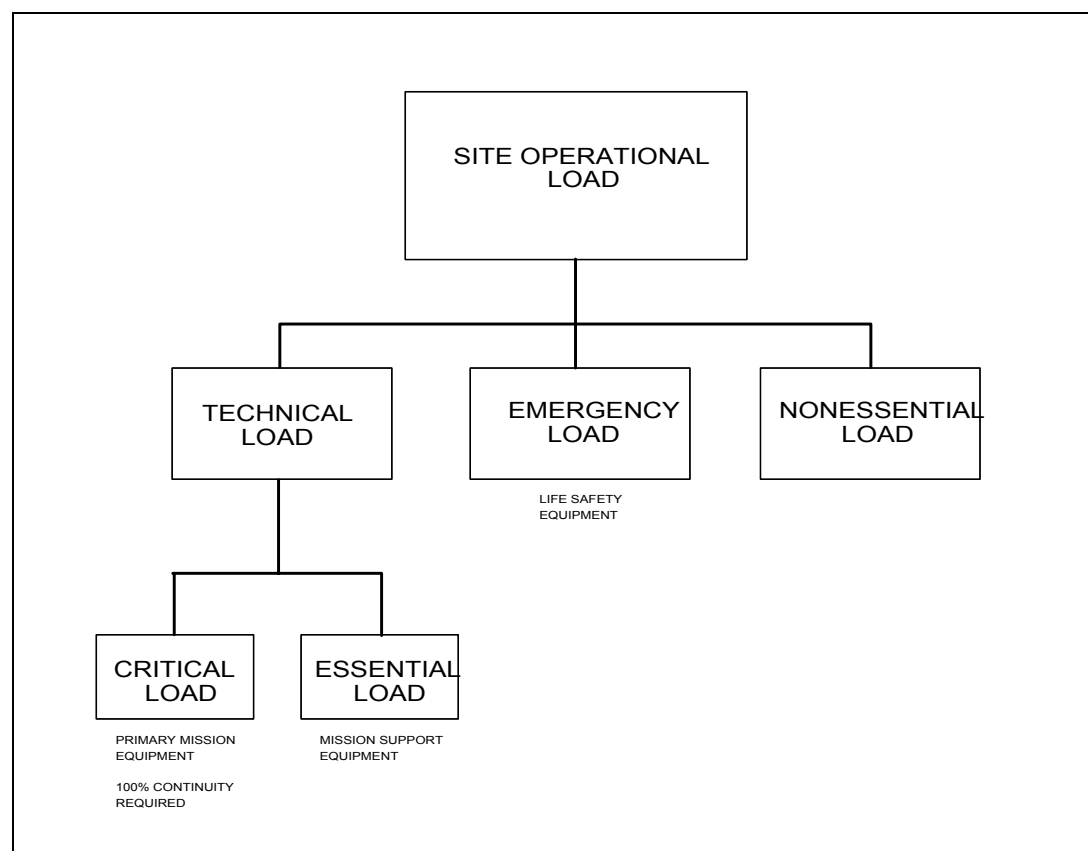 SITE OPERATIONAL
LOAD
TECHNICAL
LOAD
EMERGENCY
LOAD
NONESSENTIAL
LOAD
LIFE SAFETY
EQUIPMENT
CRITICAL
LOAD
ESSENTIAL
LOAD
PRIMARY MISSION
EQUIPMENT
100% CONTINUITY
REQUIRED
MISSION SUPPORT
EQUIPMENT